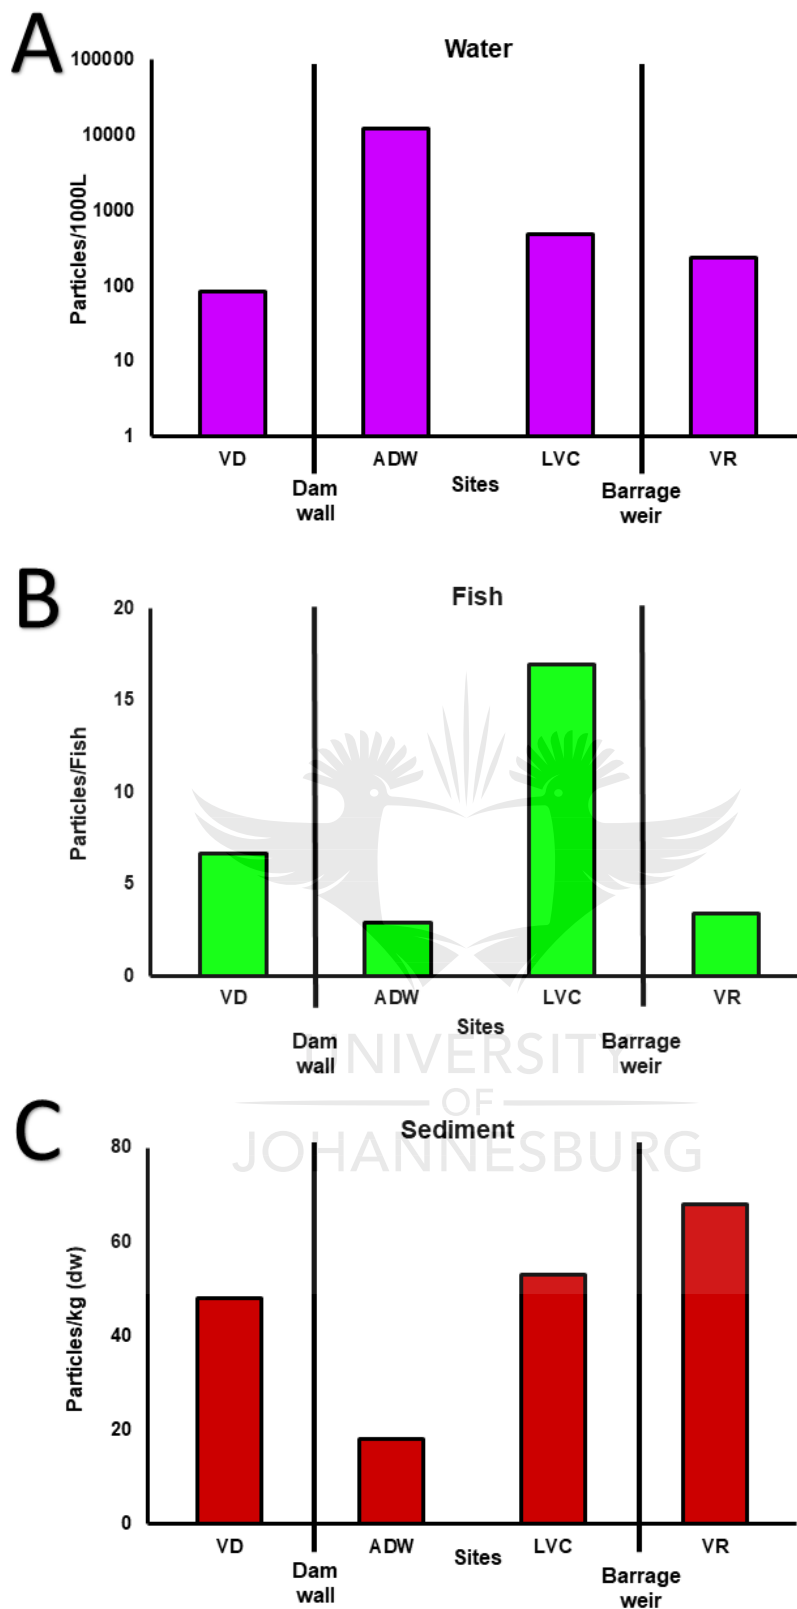 A
Water
100000
10000
1000
100
10
1
Particles/1000L
VD
ADW
LVC
VR
Sites
Dam
wall
Barrage
weir
B
Fish
20
15
10
5
0
Particles/Fish
VD
ADW
LVC
VR
Sites
Dam
wall
Barrage
weir
UNIVERSITY
OF
JOHANNESBURG
C
Sediment
80
60
40
20
0
Particles/kg (dw)
VD
ADW
LVC
VR
Sites
Dam
wall
Barrage
weir